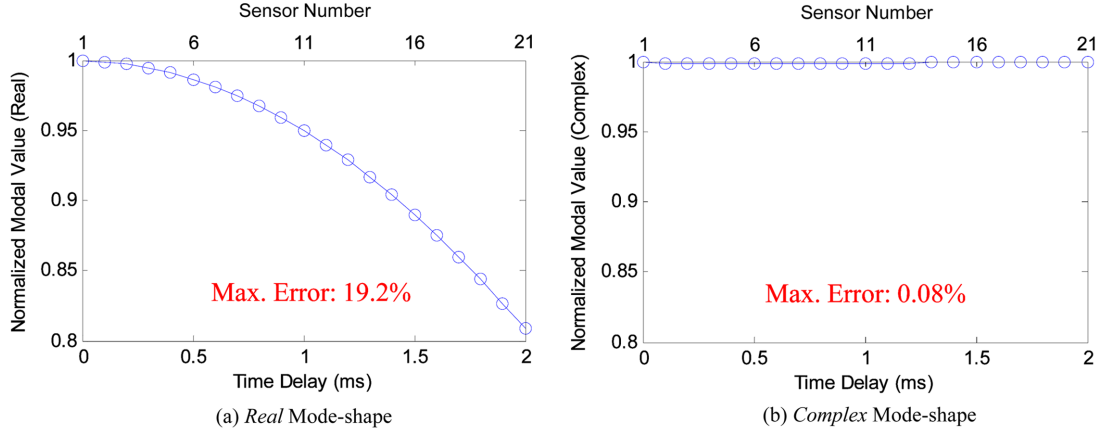 Sensor Number
1 6 11 16 21
1
0.95
0.9
0.85
0.8
Normalized Modal Value (Real)
Max. Error: 19.2%
0 0.5 1 1.5 2
Time Delay (ms)
(a) Real Mode-shape
Sensor Number
1 6 11 16 21
1
0.95
0.9
0.85
0.8
Normalized Modal Value (Complex)
Max. Error: 0.08%
0 0.5 1 1.5 2
Time Delay (ms)
(b) Complex Mode-shape